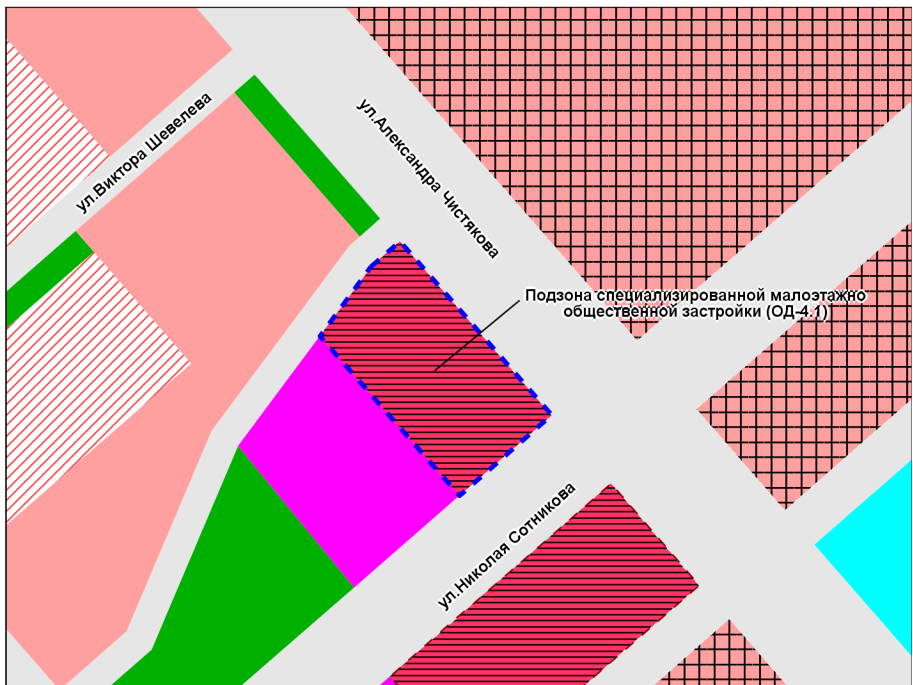 ул.Виктора Шевелева
ул.Александра Чистякова
Подзона специализированной малоэтажно
общественной застройки (ОД-4.1)
ул.Николая Сотникова